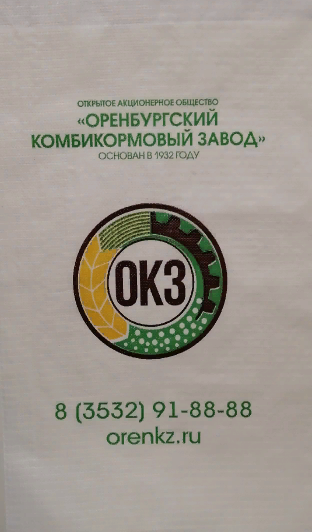 ОТКРЫТОЕ АКЦИОНЕРНОЕ ОБЩЕСТВО
«ОРЕНБУРГСКИЙ
КОМБИКОРМОВЫЙ ЗАВОД»
ОСНОВАН В 1932 ГОДУ
ОКЗ
8 (3532) 91-88-88
orenkz.ru